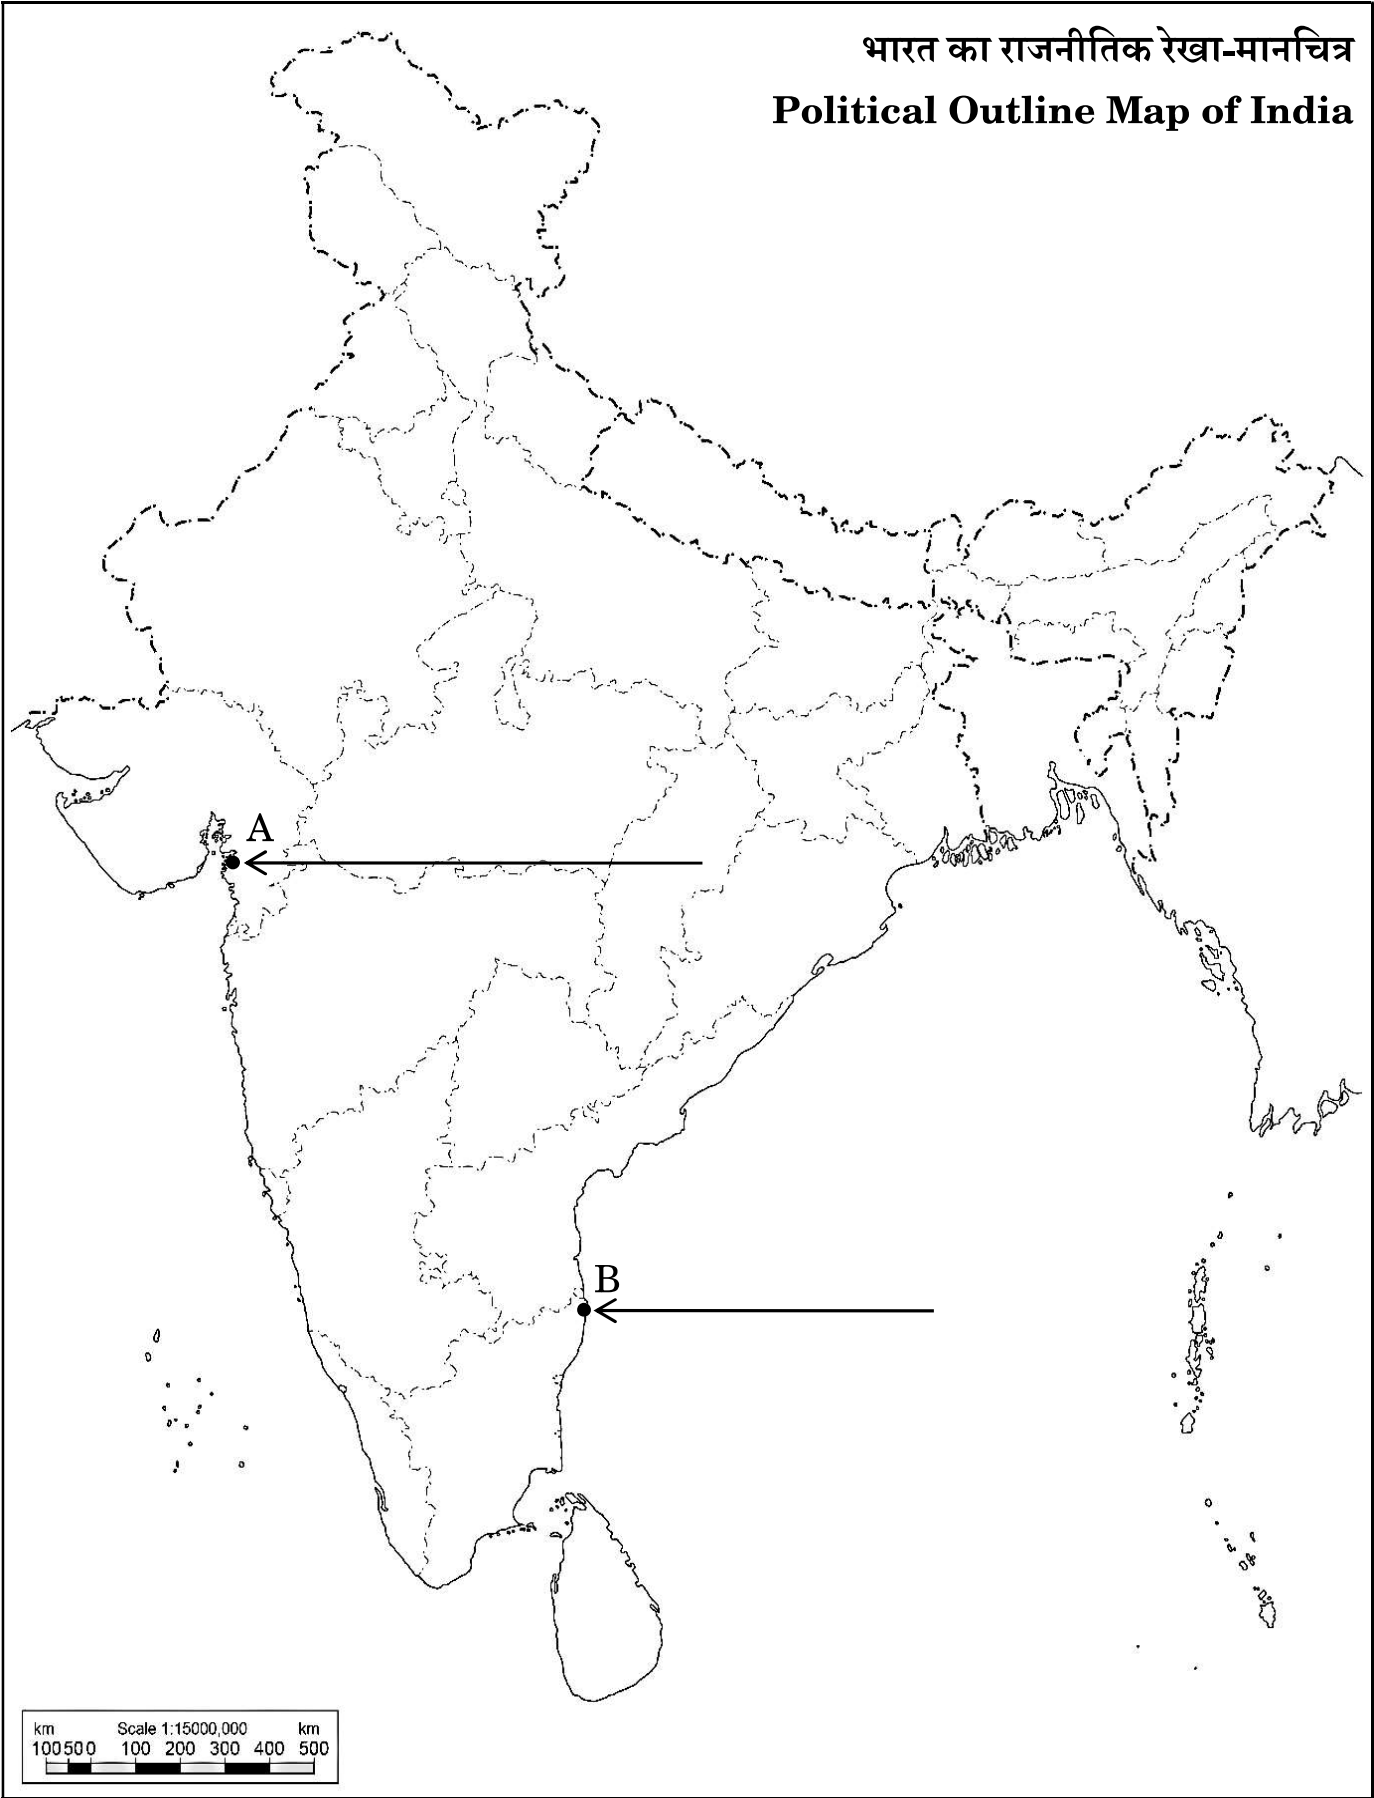 भारत का राजनीतिक रेखा-मानचित्र
Political Outline Map of India
A
B
km Scale 1:15000,000 km
100 50 0 100 200 300 400 500